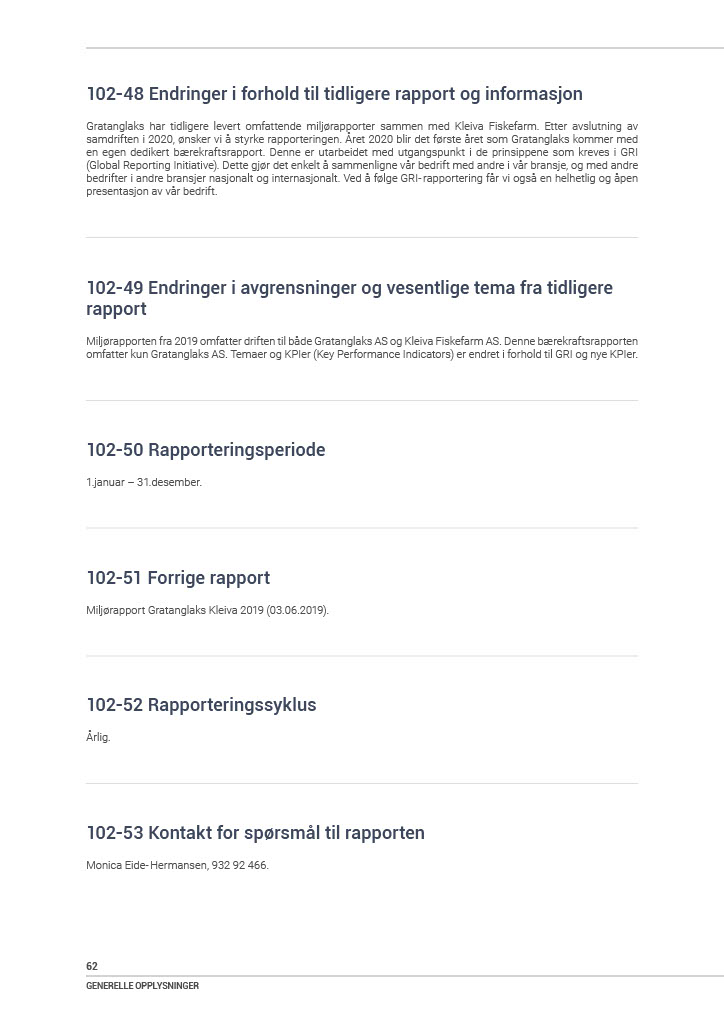 102-48 Endringer i forhold til tidligere rapport og informasjon
Gratanglaks har tidligere levert omfattende miljørapporter sammen med Kleiva Fiskefarm. Etter avslutning av
samdriften i 2020, ønsker vi å styrke rapporteringen. Året 2020 blir det første året som Gratanglaks kommer med
en egen dedikert bærekraftsrapport. Denne er utarbeidet med utgangspunkt i de prinsippene som kreves i GRI
(Global Reporting Initiative). Dette gjør det enkelt å sammenligne vår bedrift med andre i vår bransje, og med andre
bedrifter i andre bransjer nasjonalt og internasjonalt. Ved å følge GRI-rapportering får vi også en helhetlig og åpen
presentasjon av vår bedrift.
102-49 Endringer i avgrensninger og vesentlige tema fra tidligere
rapport
Miljørapporten fra 2019 omfatter driften til både Gratanglaks AS og Kleiva Fiskefarm AS. Denne bærekraftsrapporten
omfatter kun Gratanglaks AS. Temaer og KPIer (Key Performance Indicators) er endret i forhold til GRI og nye KPIer.
102-50 Rapporteringsperiode
1.januar – 31.desember.
102-51 Forrige rapport
Miljørapport Gratanglaks Kleiva 2019 (03.06.2019).
102-52 Rapporteringssyklus
Årlig.
102-53 Kontakt for spørsmål til rapporten
Monica Eide-Hermansen, 932 92 466.
62
GENERELLE OPPLYSNINGER